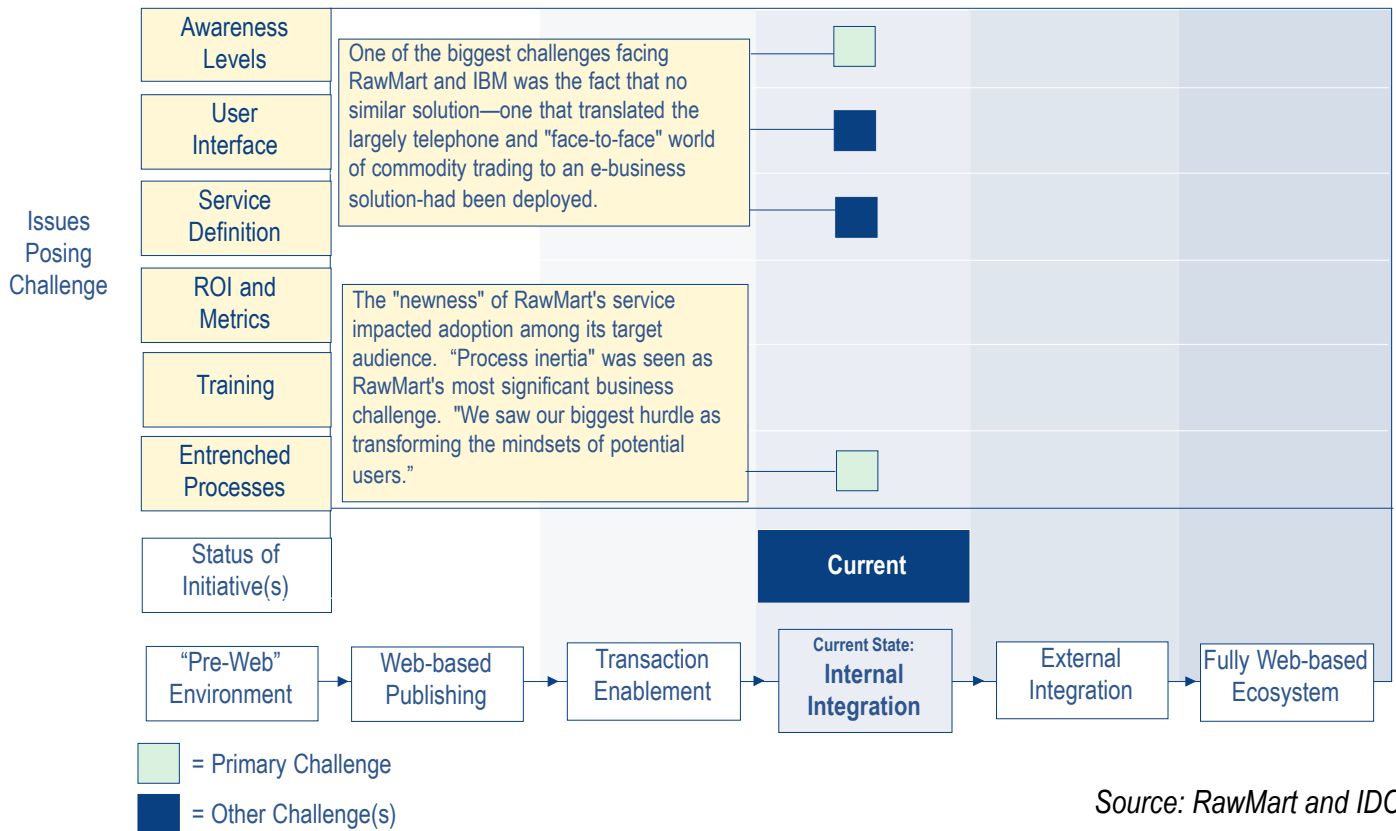 Awareness
Levels
One of the biggest challenges facing
RawMart and IBM was the fact that no
similar solution—one that translated the
largely telephone and "face-to-face" world
of commodity trading to an e-business
solution-had been deployed.
User
Interface
Service
Definition
Issues
Posing
Challenge
ROI and
Metrics
The "newness" of RawMart's service
impacted adoption among its target
audience. “Process inertia" was seen as
RawMart's most significant business
challenge. "We saw our biggest hurdle as
transforming the mindsets of potential
users.”
Training
Entrenched
Processes
Status of
Initiative(s)
Current
“Pre-Web”
Environment
Web-based
Publishing
Transaction
Enablement
Current State:
Internal
Integration
External
Integration
Fully Web-based
Ecosystem
= Primary Challenge
= Other Challenge(s)
Source: RawMart and IDC